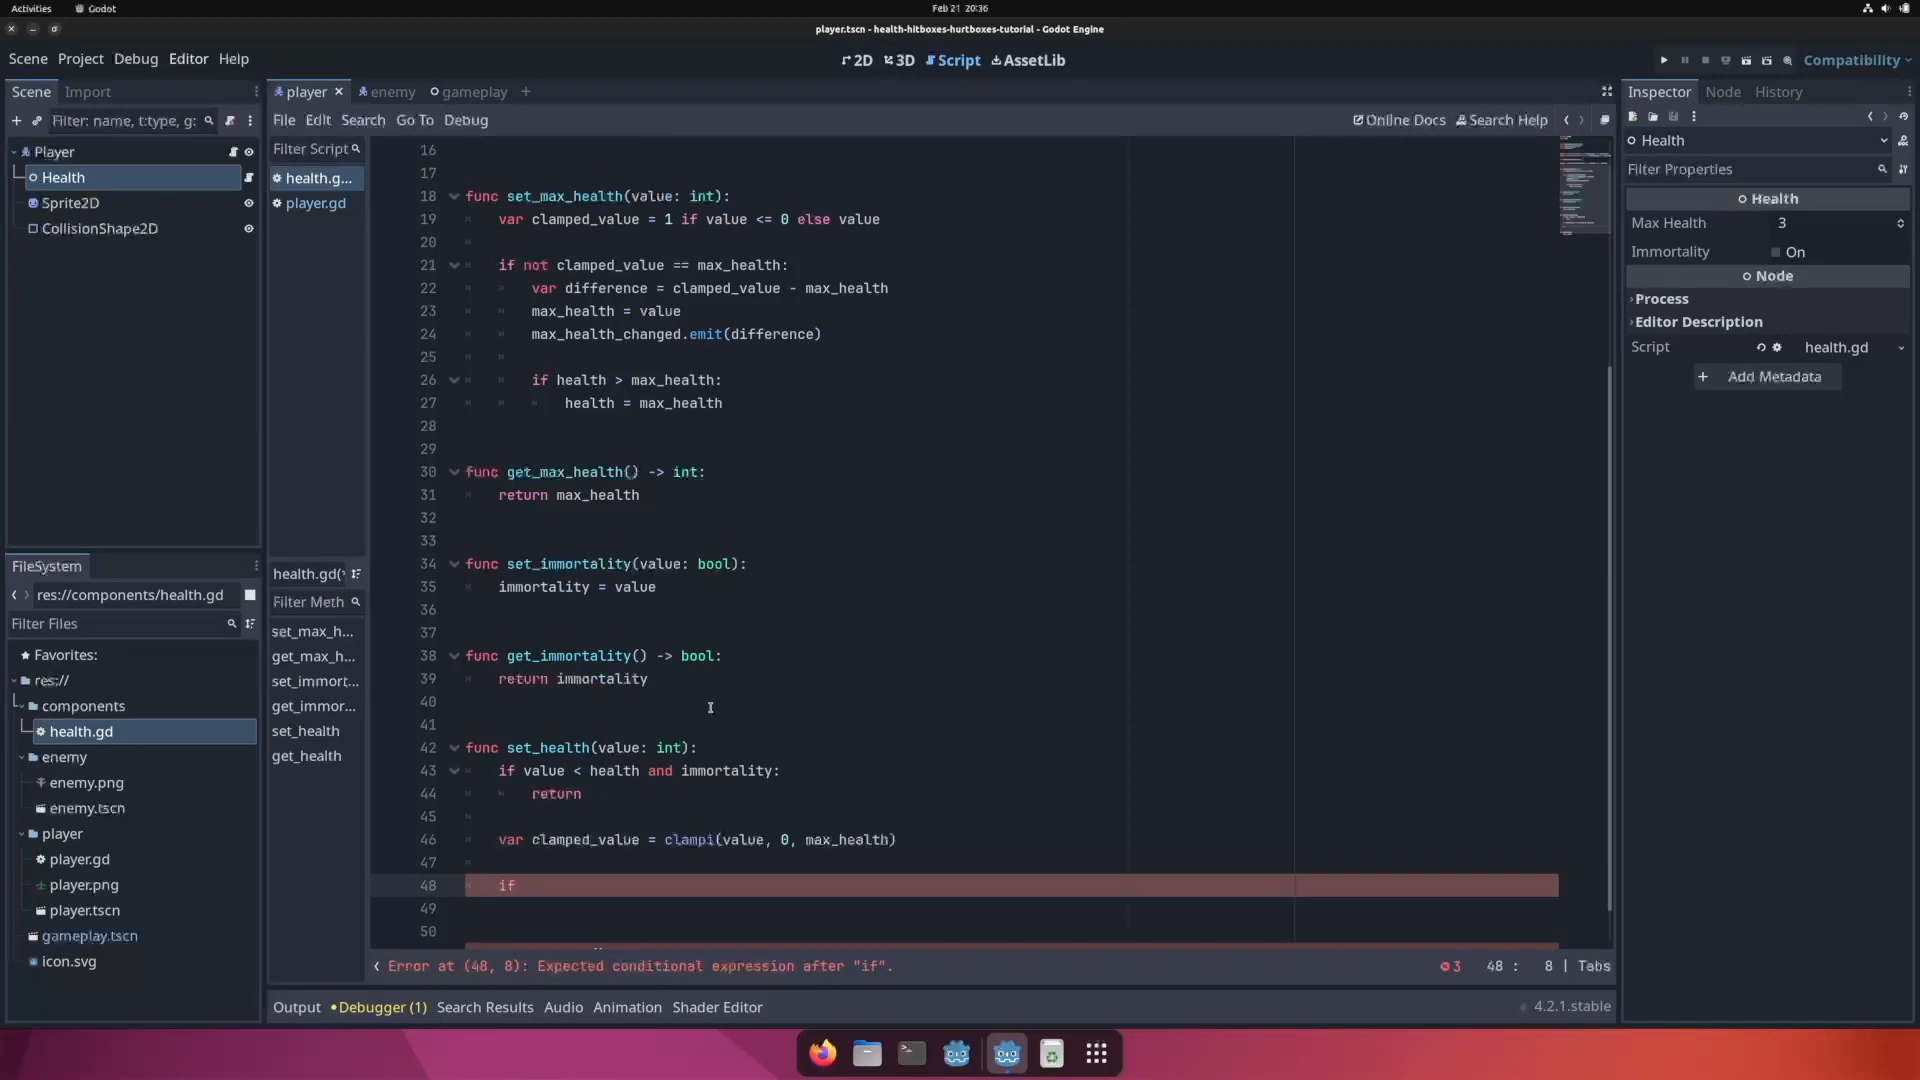 Activities Godot Feb 21 20:36
player.tscn - health-hitboxes-hurtboxes-tutorial - Godot Engine
Scene Project Debug Editor Help 2D 3D Script AssetLib Compatibility
Scene Import
Filter: name, t:type, g:
Player
Health
Sprite2D
CollisionShape2D
FileSystem
res://components/health.gd
Filter Files
Favorites:
res://
components
health.gd
enemy
enemy.png
enemy.tscn
player
player.gd
player.png
player.tscn
gameplay.tscn
icon.svg
player enemy gameplay
File Edit Search Go To Debug Online Docs Search Help
Filter Script
health.g...
player.gd
health.gd(*
Filter Meth
set_max_h...
get_max_h...
set_immort...
get_immor...
set_health
get_health
16
17
18 func set_max_health(value: int):
19 var clamped_value = 1 if value <= 0 else value
20
21 if not clamped_value == max_health:
22 var difference = clamped_value - max_health
23 max_health = value
24 max_health_changed.emit(difference)
25
26 if health > max_health:
27 health = max_health
28
29
30 func get_max_health() -> int:
31 return max_health
32
33
34 func set_immortality(value: bool):
35 immortality = value
36
37
38 func get_immortality() -> bool:
39 return immortality
40
41
42 func set_health(value: int):
43 if value < health and immortality:
44 return
45
46 var clamped_value = clampi(value, 0, max_health)
47
48 if
49
50
Error at (48, 8): Expected conditional expression after "if". 3 48 : 8 | Tabs
Output Debugger (1) Search Results Audio Animation Shader Editor 4.2.1.stable
Inspector Node History
Health
Filter Properties
Health
Max Health 3
Immortality On
Node
Process
Editor Description
Script health.gd
Add Metadata